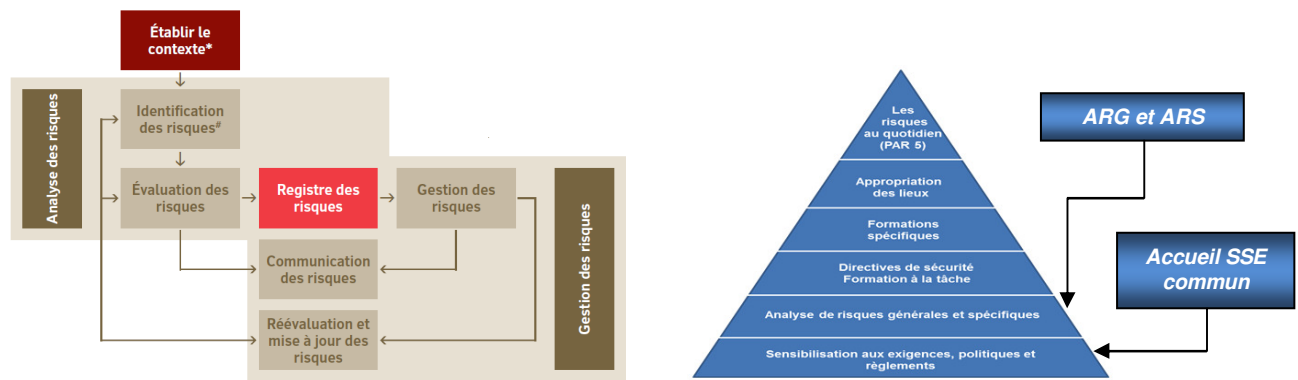 Établir le
contexte*
Analyse des risques
Identification
des risques#
Évaluation des
risques
Registre des
risques
Gestion des
risques
Communication
des risques
Réévaluation et
mise à jour des
risques
Gestion des risques
Les
risques
au quotidien
(PAR 5)
Appropriation
des lieux
Formations
spécifiques
Directives de sécurité
Formation à la tâche
Analyse de risques générales et spécifiques
Sensibilisation aux exigences, politiques et
règlements
ARG et ARS
Accueil SSE
commun